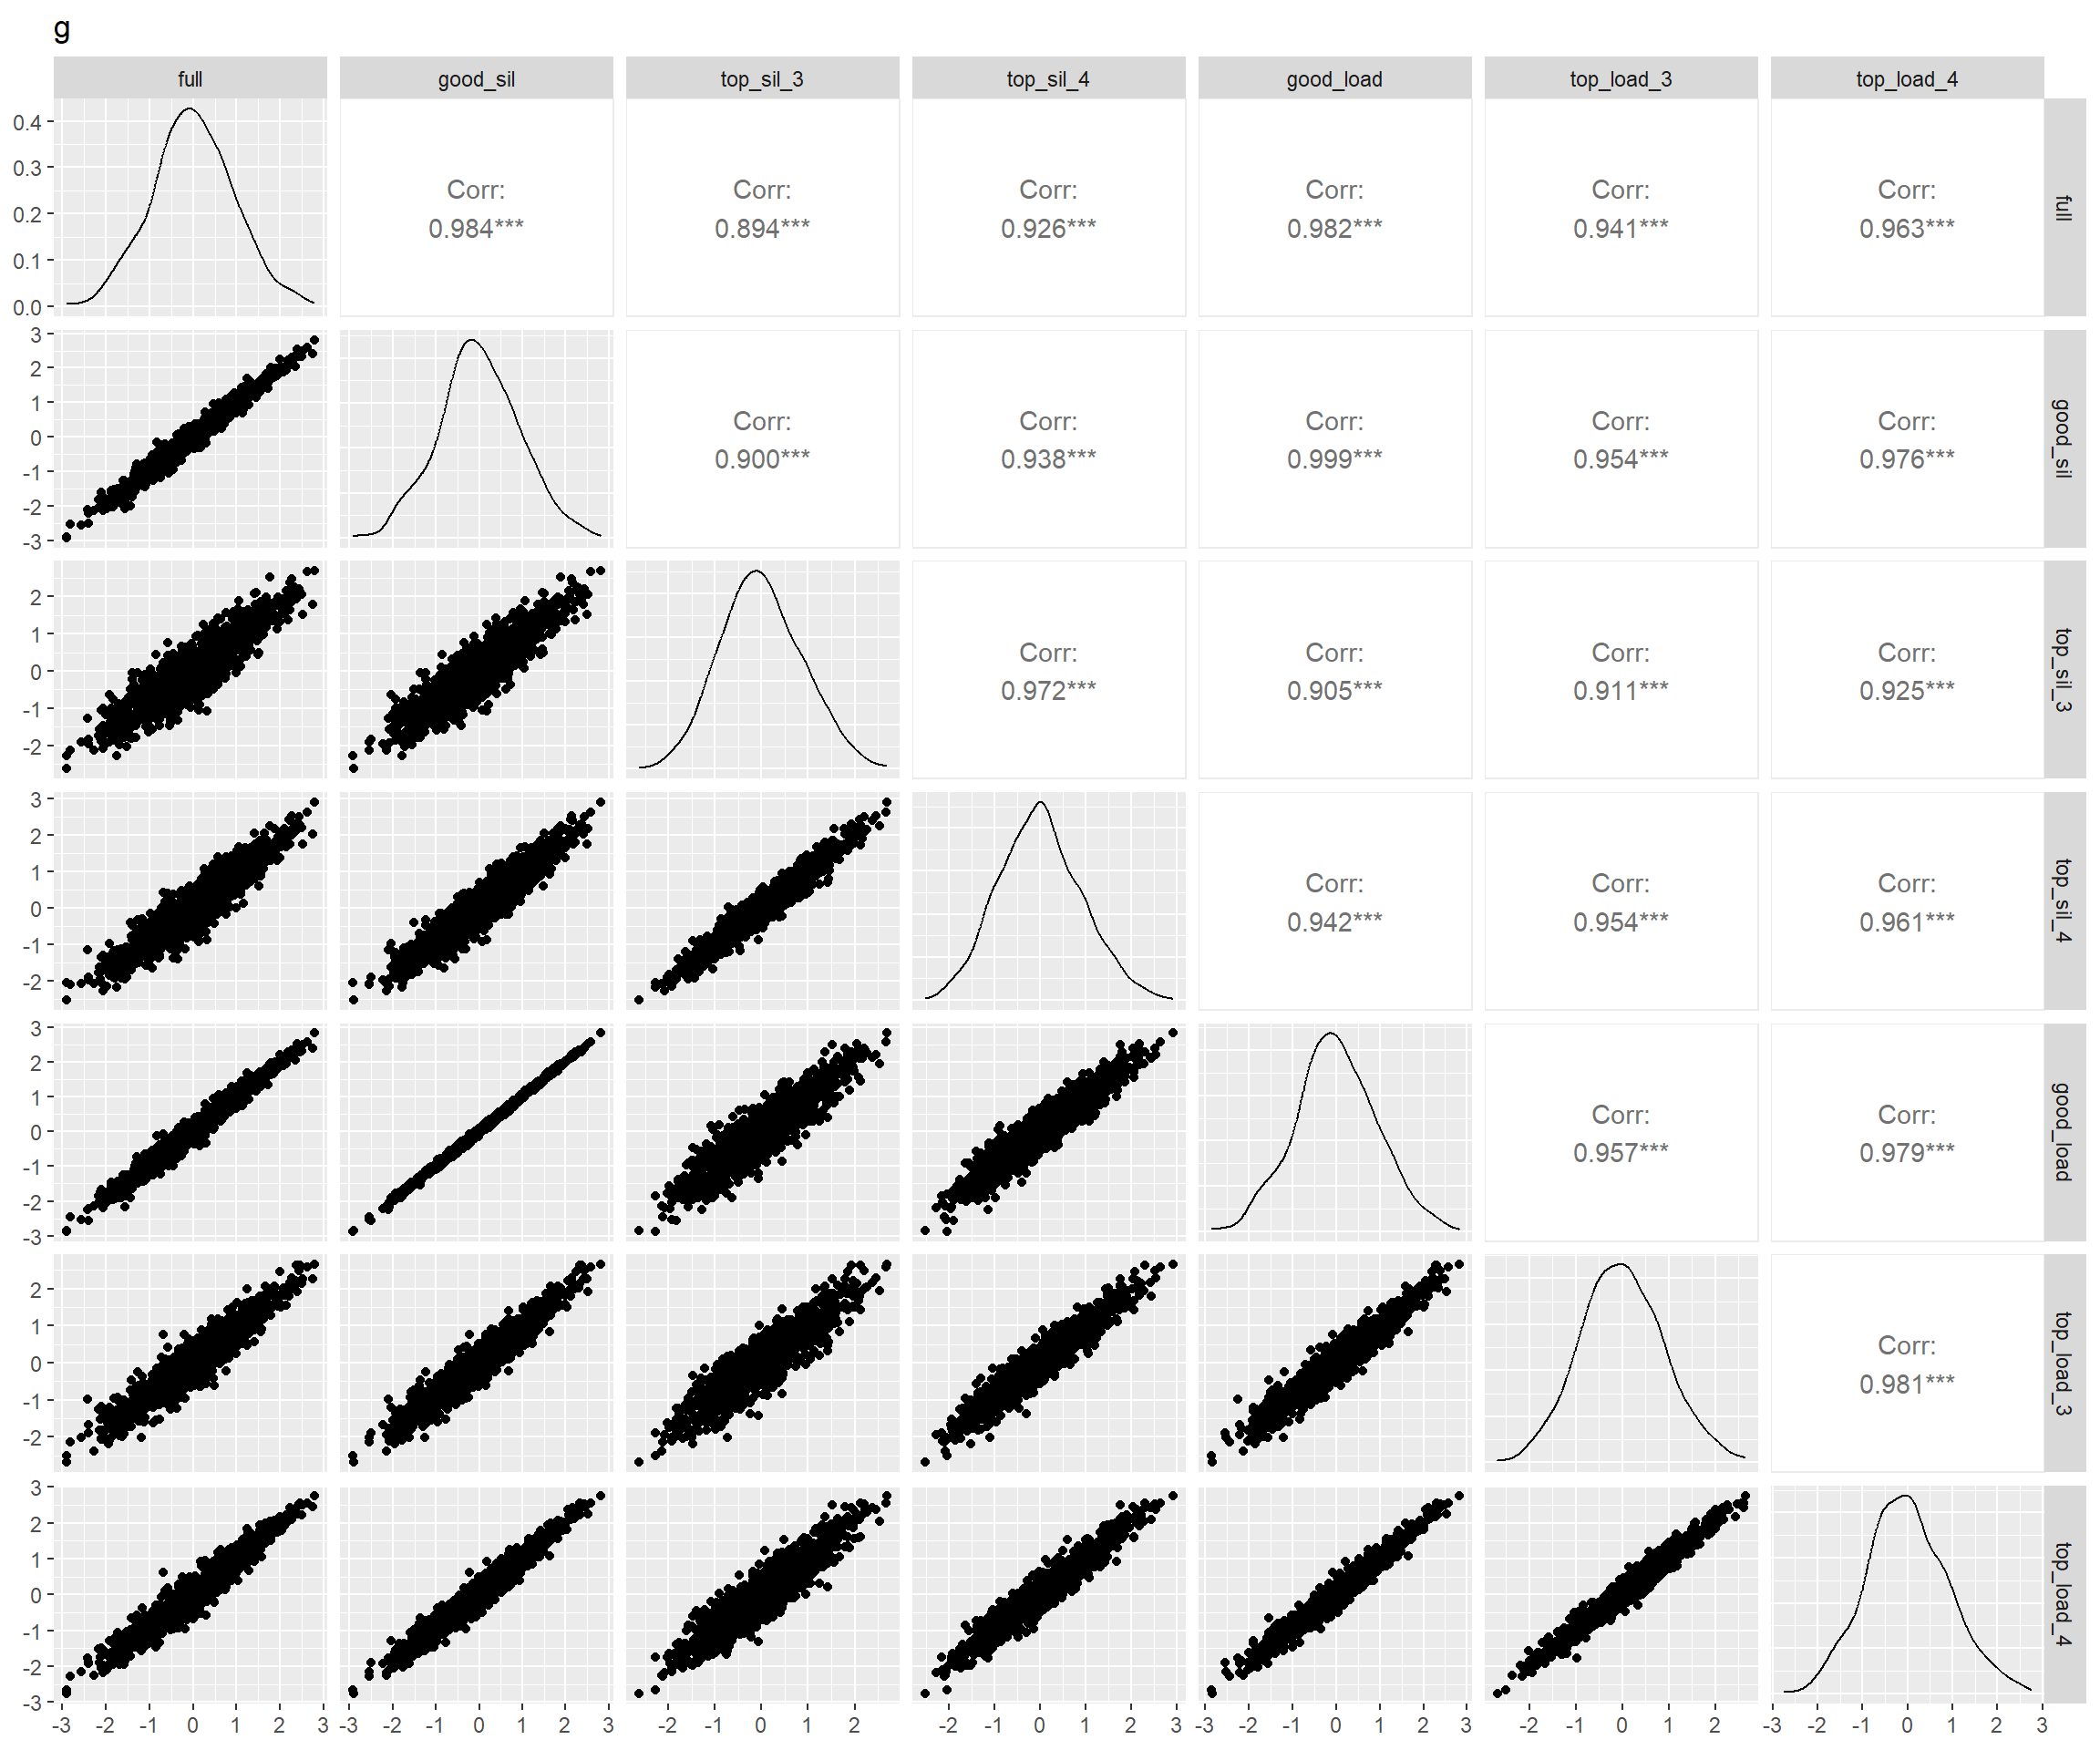 g
full good_sil top_sil_3 top_sil_4 good_load top_load_3 top_load_4
0.4
0.3
0.2
0.1
0.0
Corr: Corr: Corr: Corr: Corr: Corr:
0.984*** 0.894*** 0.926*** 0.982*** 0.941*** 0.963***
full
3
2
1
0
-1
-2
-3
Corr: Corr: Corr: Corr: Corr:
0.900*** 0.938*** 0.999*** 0.954*** 0.976***
good_sil
2
1
0
-1
-2
Corr: Corr: Corr: Corr:
0.972*** 0.905*** 0.911*** 0.925***
top_sil_3
3
2
1
0
-1
-2
Corr: Corr: Corr:
0.942*** 0.954*** 0.961***
top_sil_4
3
2
1
0
-1
-2
-3
Corr: Corr:
0.957*** 0.979***
good_load
2
1
0
-1
-2
Corr:
0.981***
top_load_3
3
2
1
0
-1
-2
-3
top_load_4
-3 -2 -1 0 1 2 3 -3 -2 -1 0 1 2 3 -2 -1 0 1 2 -2 -1 0 1 2 3 -3 -2 -1 0 1 2 3 -2 -1 0 1 2 -3 -2 -1 0 1 2 3